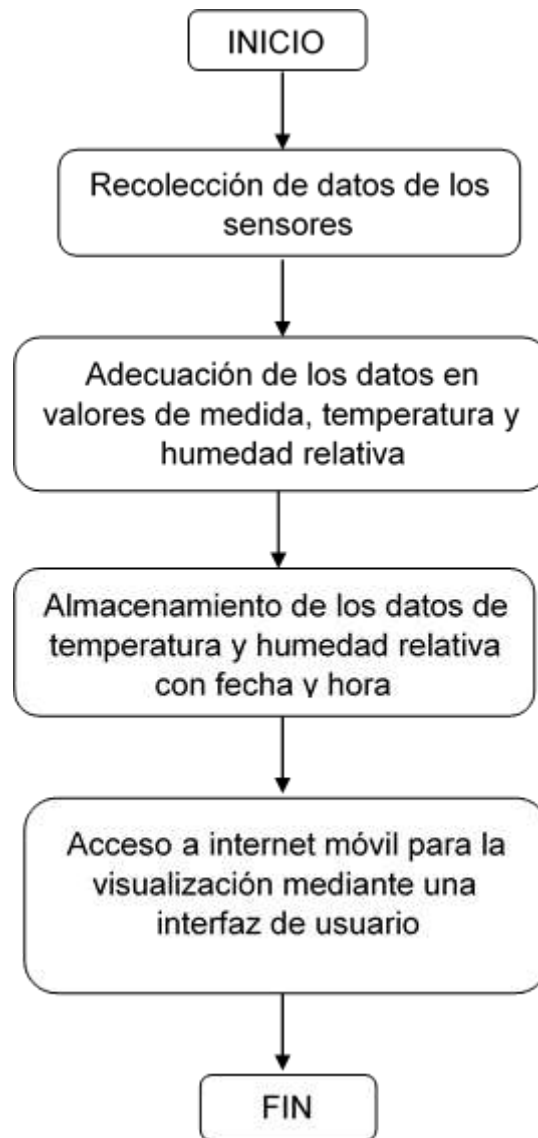 INICIO
Recolección de datos de los
sensores
Adecuación de los datos en
valores de medida, temperatura y
humedad relativa
Almacenamiento de los datos de
temperatura y humedad relativa
con fecha y hora
Acceso a internet móvil para la
visualización mediante una
interfaz de usuario
FIN